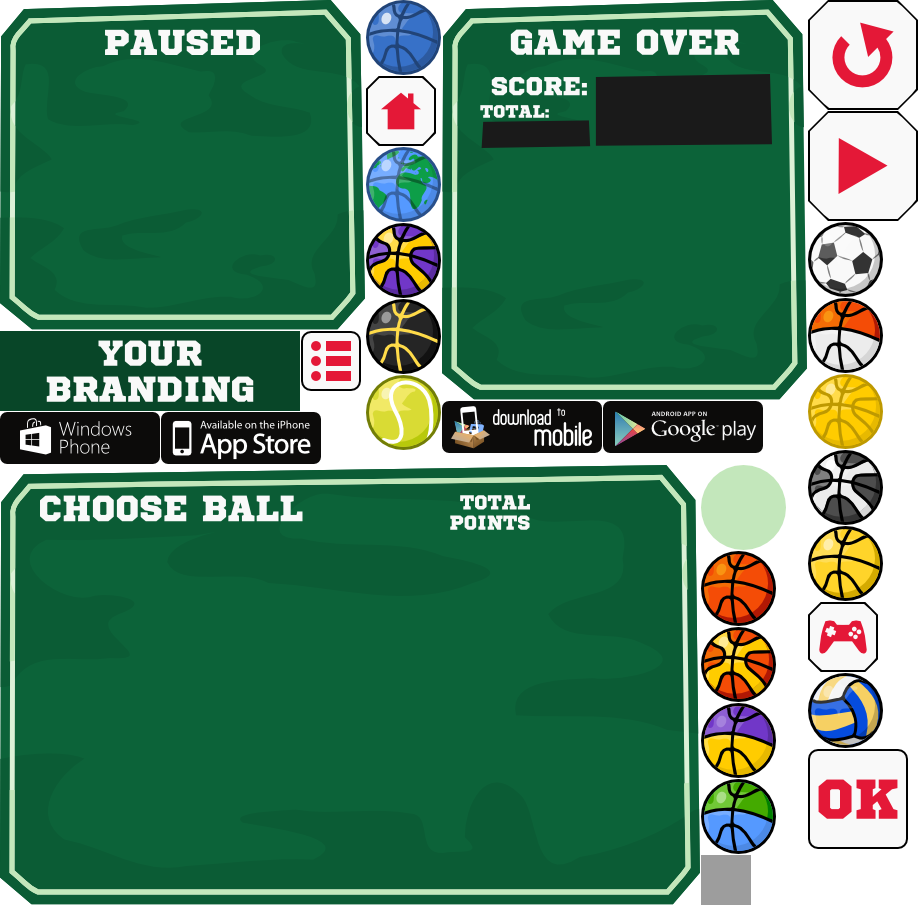 PAUSED
GAME OVER
SCORE:
TOTAL:
YOUR
BRANDING
Windows
Phone
Available on the iPhone
App Store
download to
mobile
ANDROID APP ON
Google play
CHOOSE BALL
TOTAL
POINTS
OK